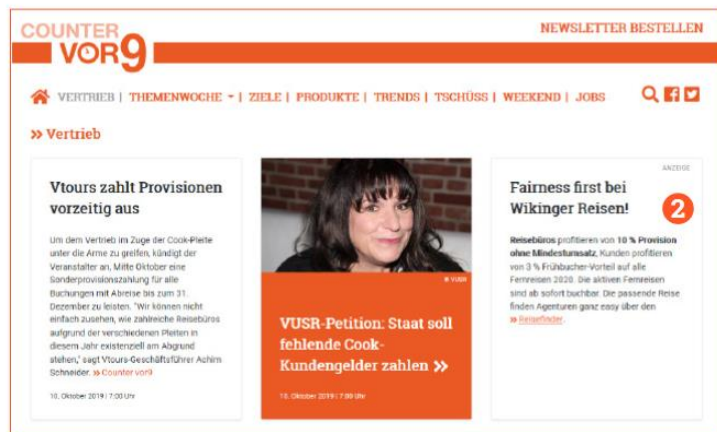 COUNTER
VOR9
NEWSLETTER BESTELLEN
VERTRIEB | THEMENWOCHE | ZIELE | PRODUKTE | TRENDS | TSCHÜSS | WEEKEND | JOBS
» Vertrieb
Vtours zahlt Provisionen
vorzeitig aus
Um dem Vertrieb im Zuge der Cook-Pleite
unter die Arme zu greifen, kündigt der
Veranstalter an, Mitte Oktober eine
Sonderprovisionszahlung für alle
Buchungen mit Abreise bis zum 31.
Dezember zu leisten. "Wir können nicht
einfach zusehen, wie zahlreiche Reisebüros
aufgrund der verschiedenen Pleiten in
diesem Jahr existenziell am Abgrund
stehen," sagt Vtours-Geschäftsführer Achim
Schneider. » Counter vor9
10. Oktober 2019 | 7:00 Uhr
© VUSR
VUSR-Petition: Staat soll
fehlende Cook-
Kundengelder zahlen »
10. Oktober 2019 | 7:00 Uhr
ANZEIGE
Fairness first bei
Wikinger Reisen!
2
Reisebüros profitieren von 10 % Provision
ohne Mindestumsatz, Kunden profitieren
von 3 % Frühbucher-Vorteil auf alle
Fernreisen 2020. Die aktiven Fernreisen
sind ab sofort buchbar. Die passende Reise
finden Agenturen ganz easy über den
» Reisefinder.